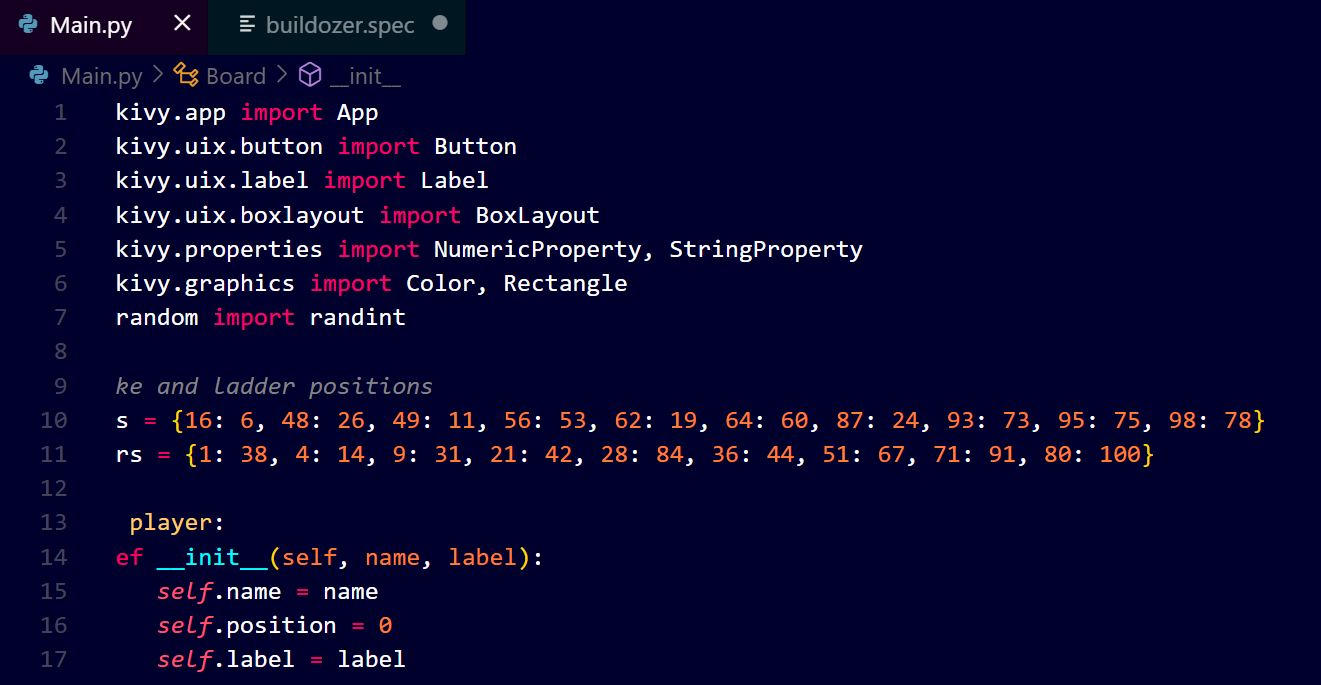 Main.py buildozer.spec
Main.py > Board > __init__
1 kivy.app import App
2 kivy.uix.button import Button
3 kivy.uix.label import Label
4 kivy.uix.boxlayout import BoxLayout
5 kivy.properties import NumericProperty, StringProperty
6 kivy.graphics import Color, Rectangle
7 random import randint
8
9 ke and ladder positions
10 s = {16: 6, 48: 26, 49: 11, 56: 53, 62: 19, 64: 60, 87: 24, 93: 73, 95: 75, 98: 78}
11 rs = {1: 38, 4: 14, 9: 31, 21: 42, 28: 84, 36: 44, 51: 67, 71: 91, 80: 100}
12
13 player:
14 ef __init__(self, name, label):
15 self.name = name
16 self.position = 0
17 self.label = label